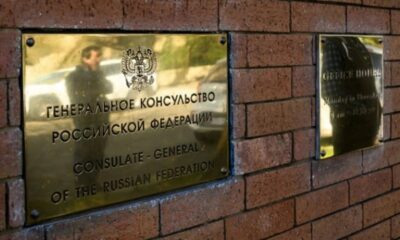 ГЕНЕРАЛЬНОЕ КОНСУЛЬСТВО
РОССИЙСКОЙ ФЕДЕРАЦИИ
CONSULATE - GENERAL
OF THE RUSSIAN FEDERATION
OFFICE HOURS